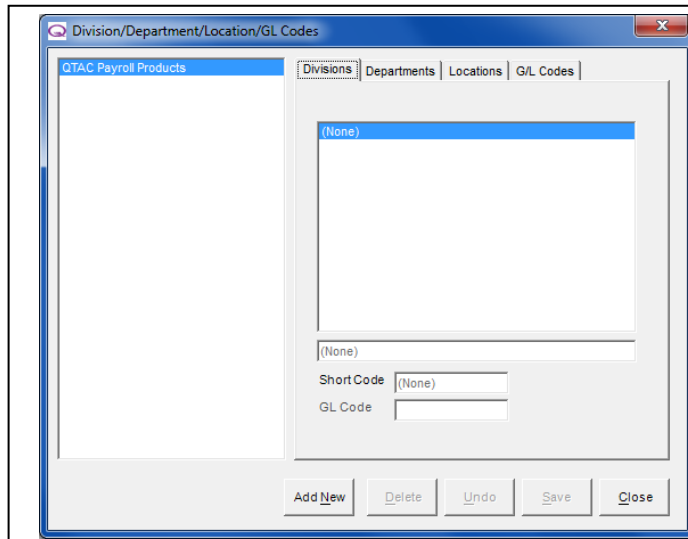 Division/Department/Location/GL Codes
QTAC Payroll Products
Divisions Departments Locations G/L Codes
(None)
(None)
Short Code (None)
GL Code
Add New Delete Undo Save Close